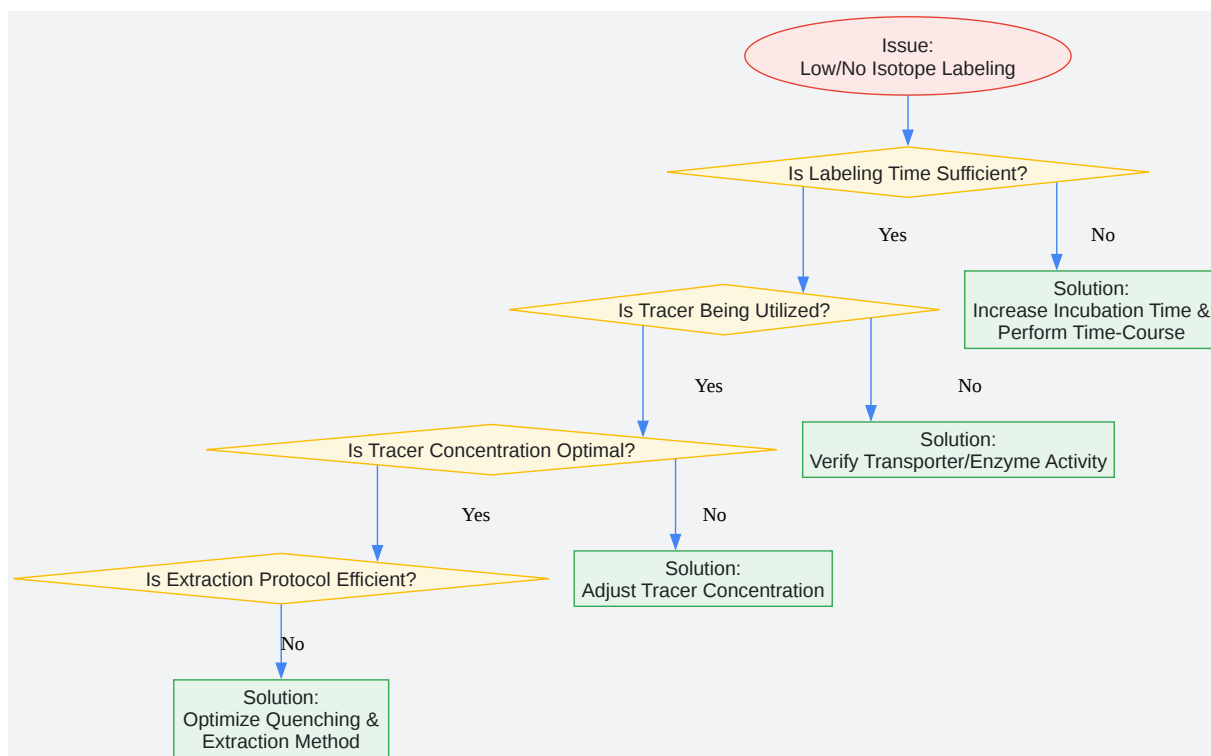 Issue:
Low/No Isotope Labeling
Is Labeling Time Sufficient?
Yes
No
Solution:
Increase Incubation Time &
Perform Time-Course
Is Tracer Being Utilized?
Yes
No
Solution:
Verify Transporter/Enzyme Activity
Is Tracer Concentration Optimal?
Yes
No
Solution:
Adjust Tracer Concentration
Is Extraction Protocol Efficient?
No
Solution:
Optimize Quenching &
Extraction Method